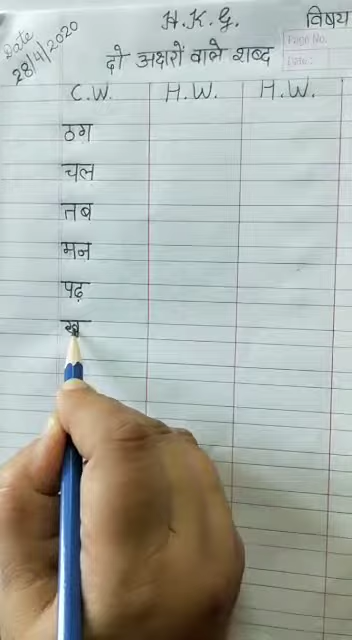 H.K.G.
विषय
Date
28/4/2020
Page No.
Date:
दो अक्षरों वाले शब्द
C.W. H.W. H.W.
ठग
चल
तब
मन
पढ़
ख